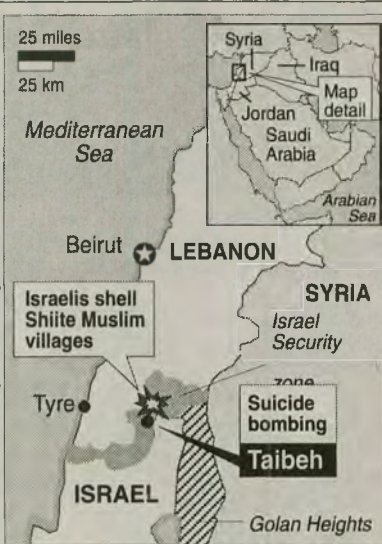 25 miles
25 km
Mediterranean
Sea
Syria
Iraq
Map
detail
Jordan
Saudi
Arabia
Arabian
Sea
Beirut
LEBANON
Israelis shell
Shiite Muslim
villages
SYRIA
Israel
Security
zone
Tyre
Suicide
bombing
Taibeh
ISRAEL
Golan Heights